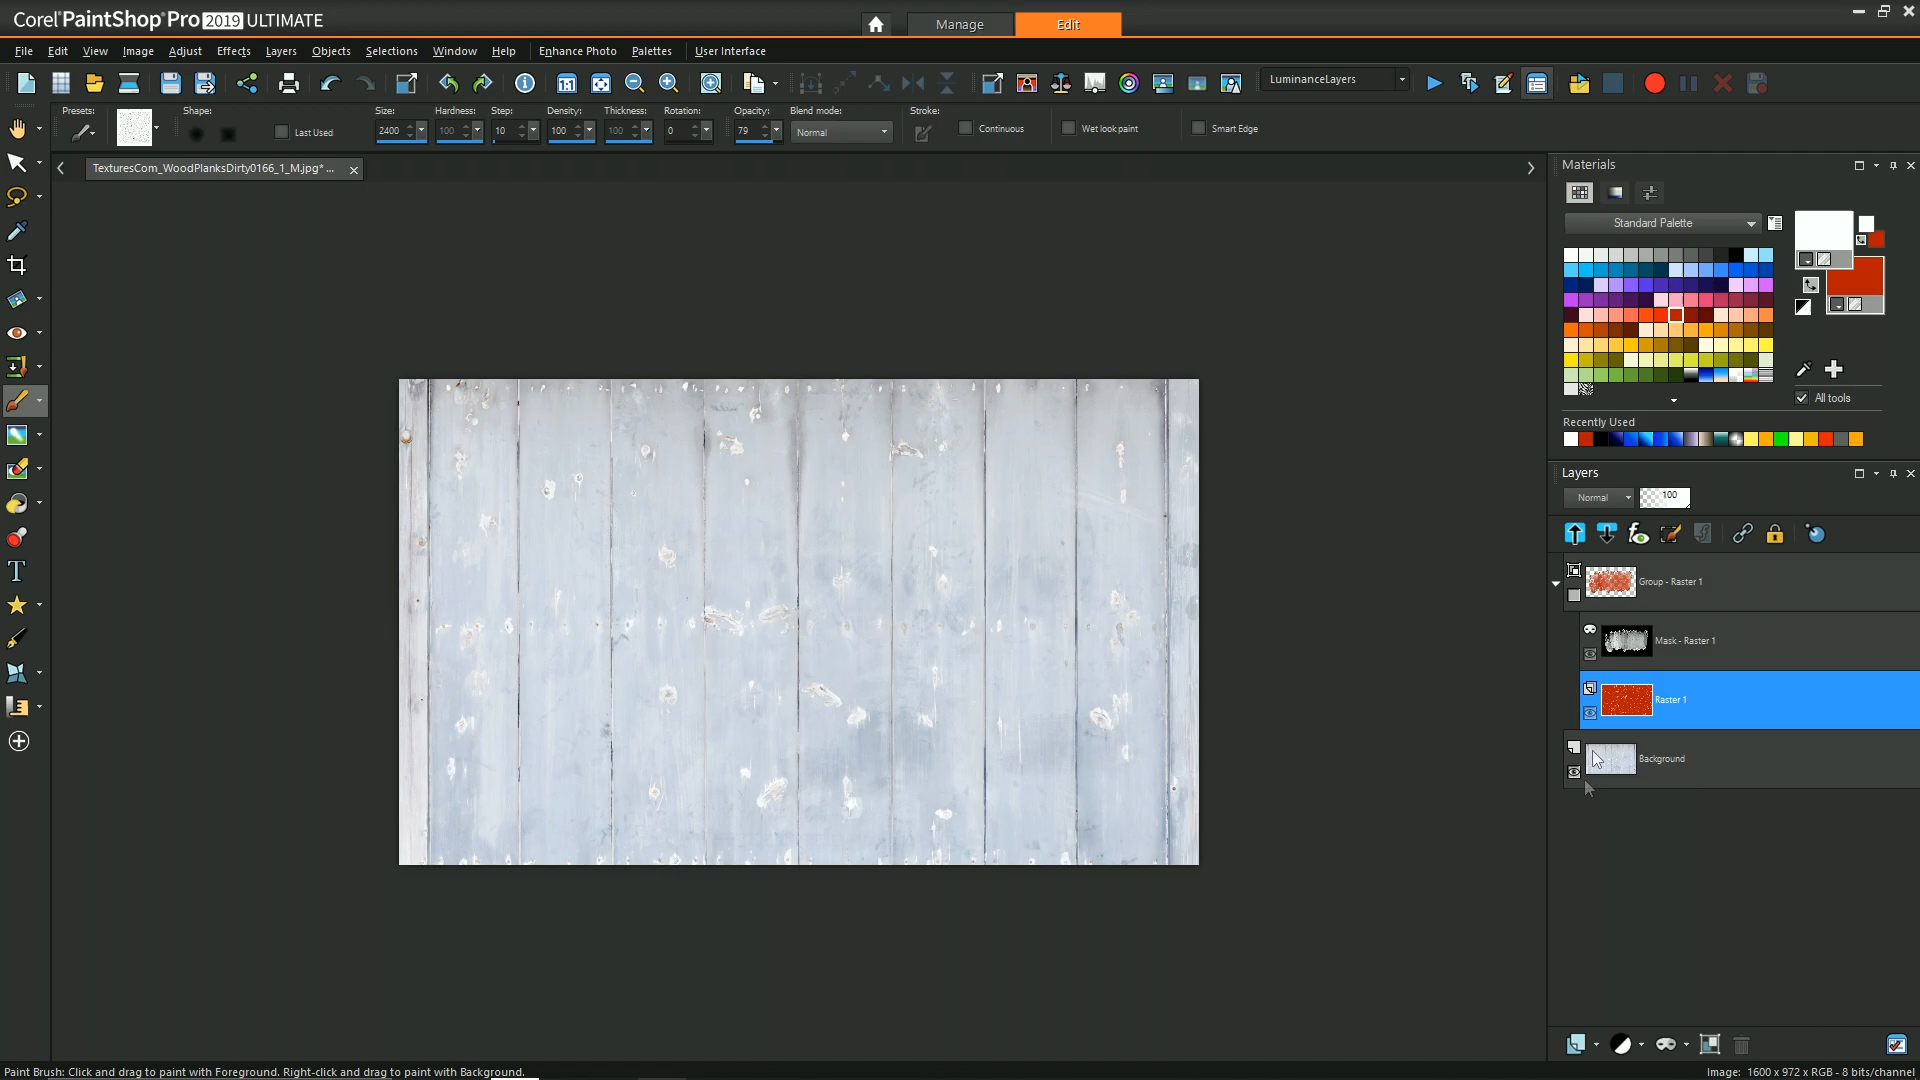 Corel PaintShop Pro 2019 ULTIMATE
Manage
Edit
File Edit View Image Adjust Effects Layers Objects Selections Window Help Enhance Photo Palettes User Interface
1:1
LuminanceLayers
Presets: Shape: Size: Hardness: Step: Density: Thickness: Rotation: Opacity: Blend mode: Stroke:
Last Used
2400 100 10 100 100 0 79 Normal
Continuous
Wet look paint
Smart Edge
TexturesCom_WoodPlanksDirty0166_1_M.jpg* ...
Materials
Standard Palette
All tools
Recently Used
Layers
Normal 100
Group - Raster 1
Mask - Raster 1
Raster 1
Background
Paint Brush: Click and drag to paint with Foreground. Right-click and drag to paint with Background.
Image: 1600 x 972 x RGB - 8 bits/channel